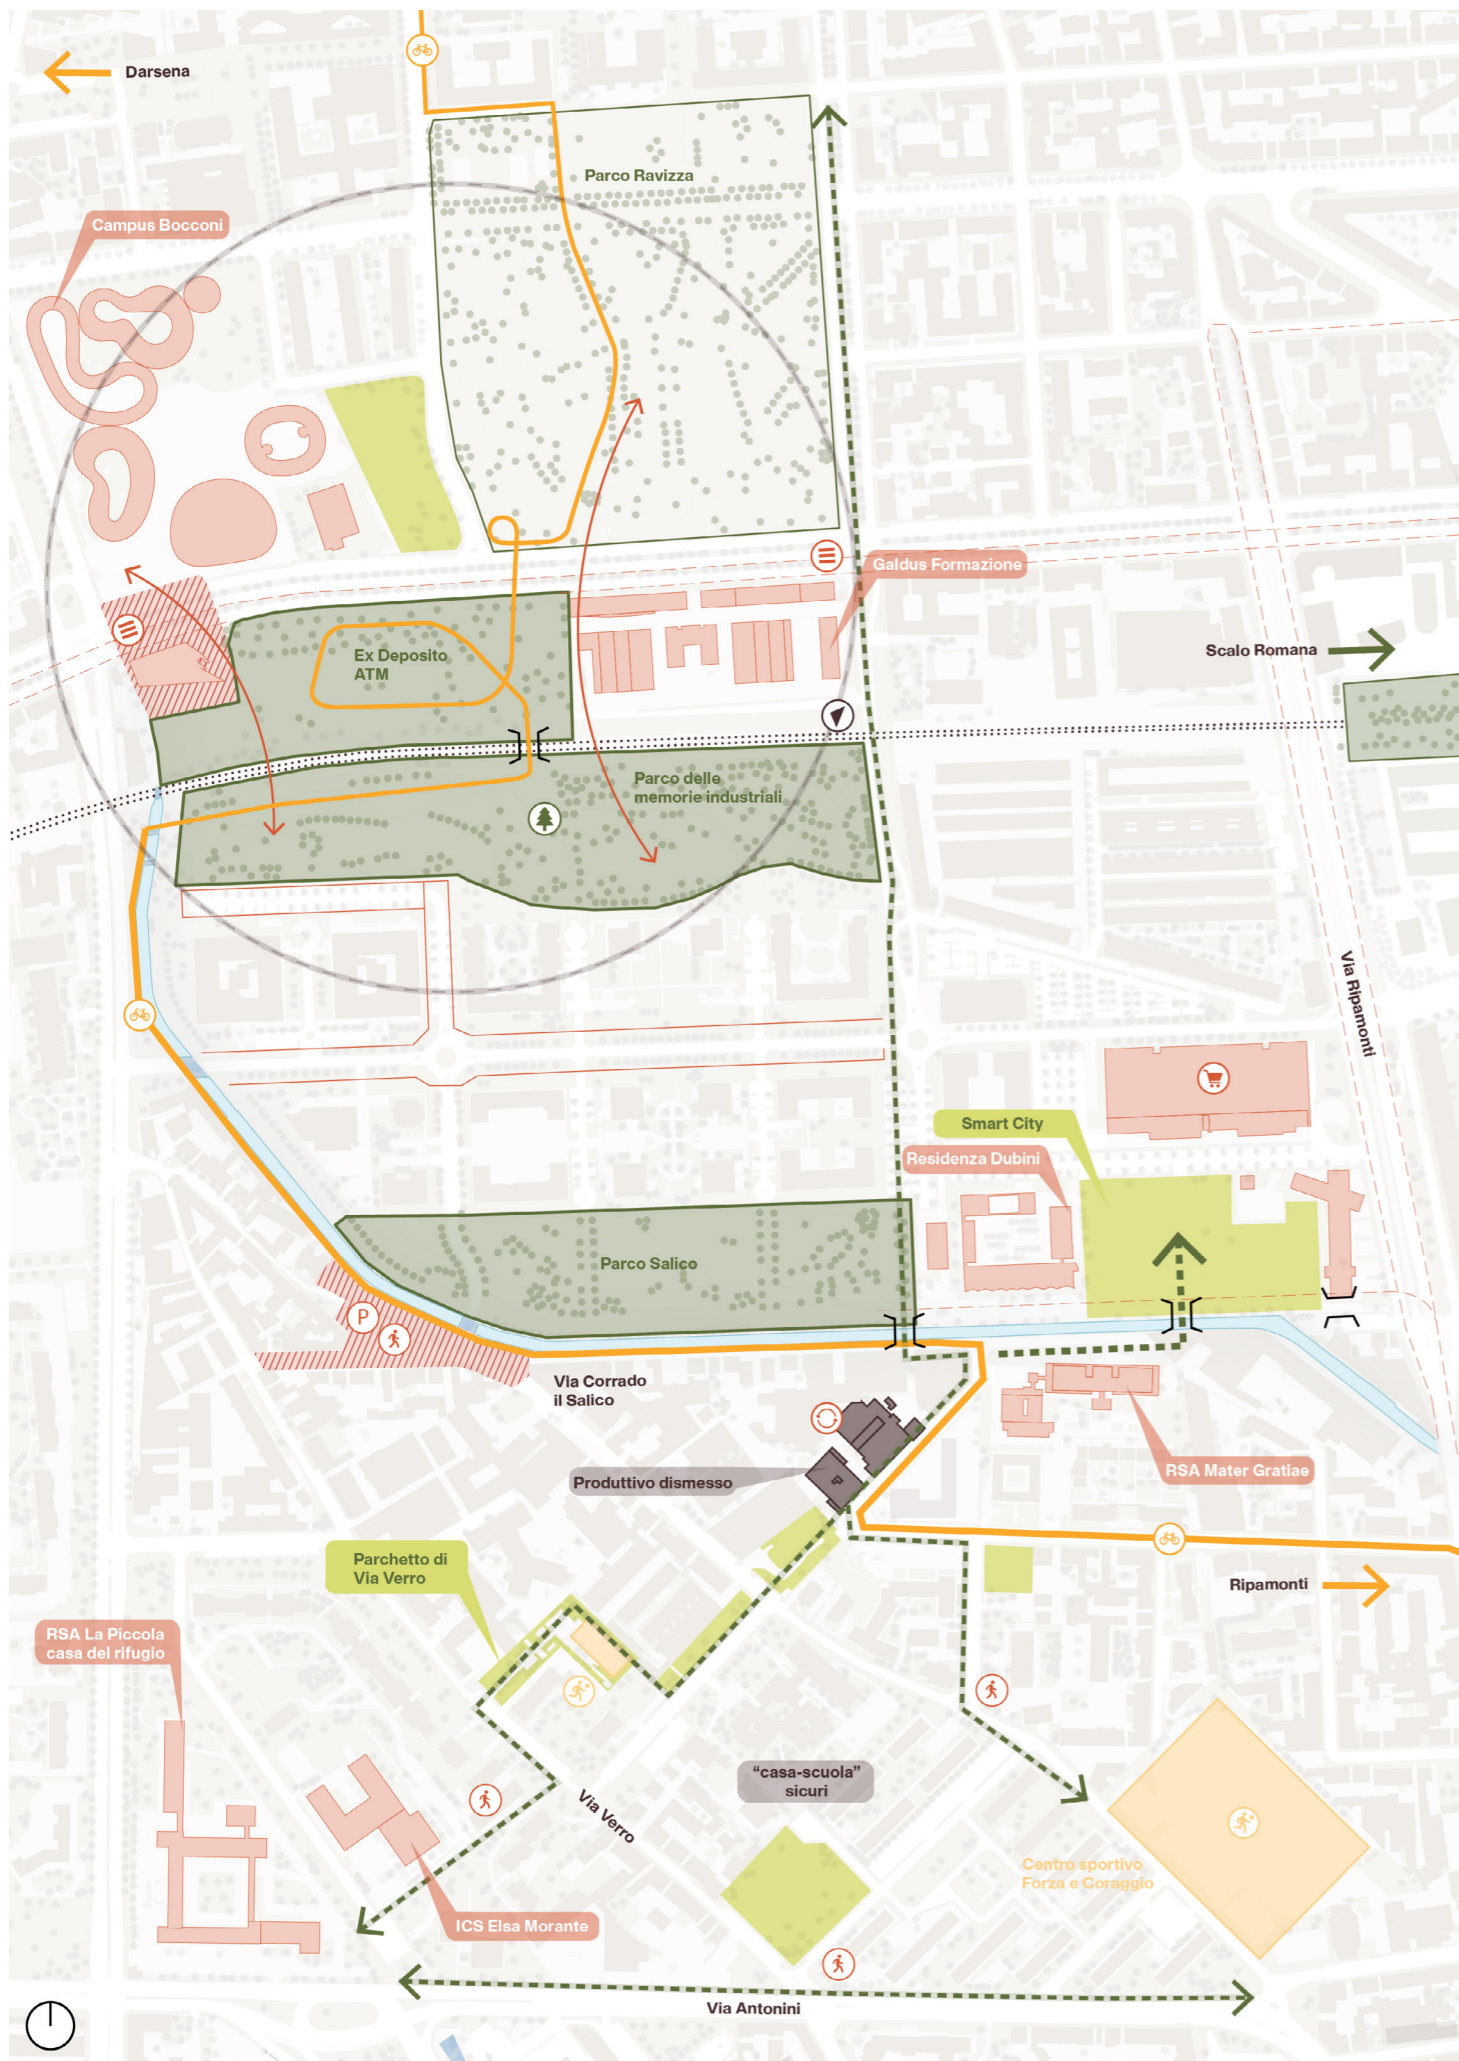 Darsena
Parco Ravizza
Campus Bocconi
Galdus Formazione
Scalo Romana
Ex Deposito
ATM
Parco delle
memorie industriali
Via Ripamonti
Smart City
Residenza Dubini
Parco Salico
P
Via Corrado
il Salico
RSA Mater Gratiae
Produttivo dismesso
Parchetto di
Via Verro
Ripamonti
RSA La Piccola
casa del rifugio
"casa-scuola"
sicuri
Via Verro
Centro sportivo
Forza e Coraggio
ICS Elsa Morante
Via Antonini